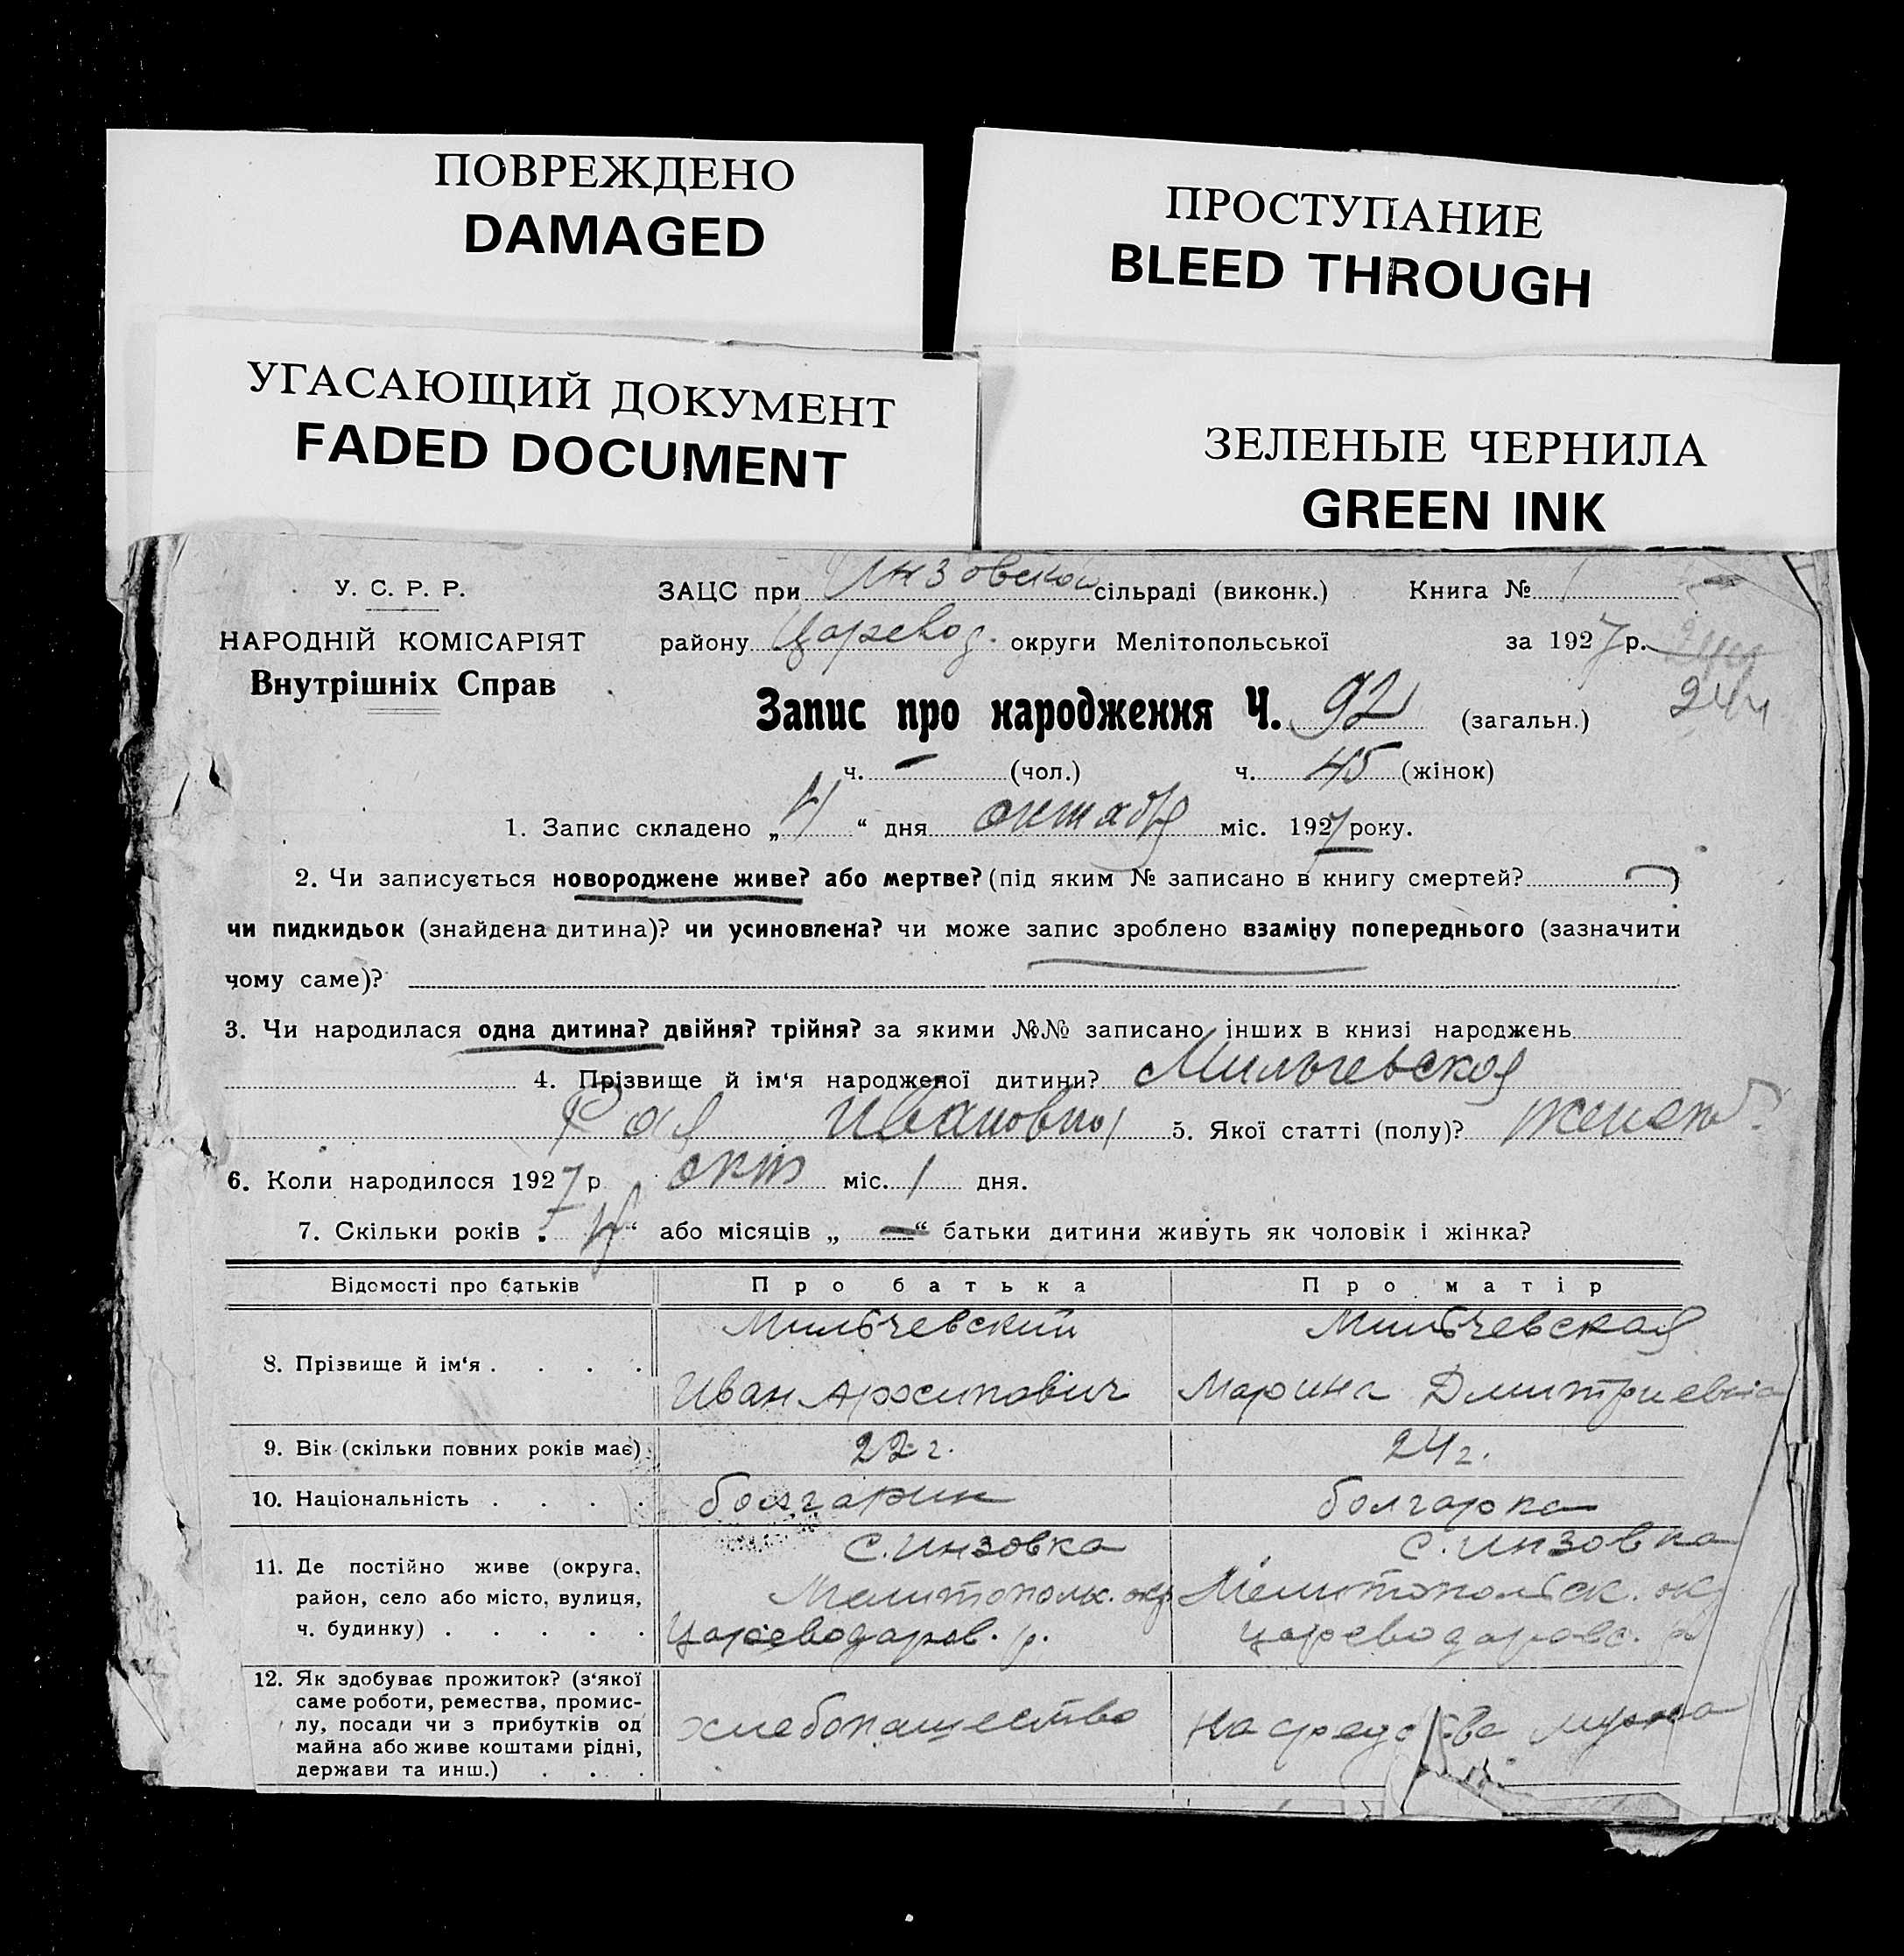 ПОВРЕЖДЕНО
DAMAGED
ПРОСТУПАНИЕ
BLEED THROUGH
УГАСАЮЩИЙ ДОКУМЕНТ
FADED DOCUMENT
ЗЕЛЕНЫЕ ЧЕРНИЛА
GREEN INK
У. С. Р. Р.
НАРОДНІЙ КОМІСАРІЯТ
Внутрішніх Справ
ЗАЦС при Инзовской сільраді (виконк.) Книга № 1
району Царевод. округи Мелітопольської за 1927 р.
244
Запис про народження Ч. 92 (загальн.)
ч. — (чол.) ч. 45 (жінок)
1. Запис складено „4“ дня октября міс. 1927 року.
2. Чи записується новороджене живе? або мертве? (під яким № записано в книгу смертей? )
чи пидкидьок (знайдена дитина)? чи усиновлена? чи може запис зроблено взаміну попереднього (зазначити
чому саме)?
3. Чи народилася одна дитина? двійня? трійня? за якими №№ записано інших в книзі народжень
4. Прізвище й ім‘я народженої дитини? Мильчевская
Рая Ивановна 5. Якої статті (полу)? женск.
6. Коли народилося 1927 р. окт міс. 1 дня.
7. Скільки років „4“ або місяців „—“ батьки дитини живуть як чоловік і жінка?
Відомості про батьків Про батька Про матір
8. Прізвище й ім‘я . . . .
Мильчевский
Иван Архипович
Мильчевская
Марина Дмитриевна
9. Вік (скільки повних років має) 22 г. 24 г.
10. Національність . . . . болгарин болгарка
11. Де постійно живе (округа,
район, село або місто, вулиця,
ч. будинку) . . . . .
с. Инзовка
Мелитопольск. окр
Цареводаров. р.
с. Инзовка
Мелитопольск. окр
Цареводаровс. р
12. Як здобуває прожиток? (з‘якої
саме роботи, ремества, промис-
лу, посади чи з прибутків од
майна або живе коштами рідні,
держави та инш.) . . .
хлебопашество
на средства мужа